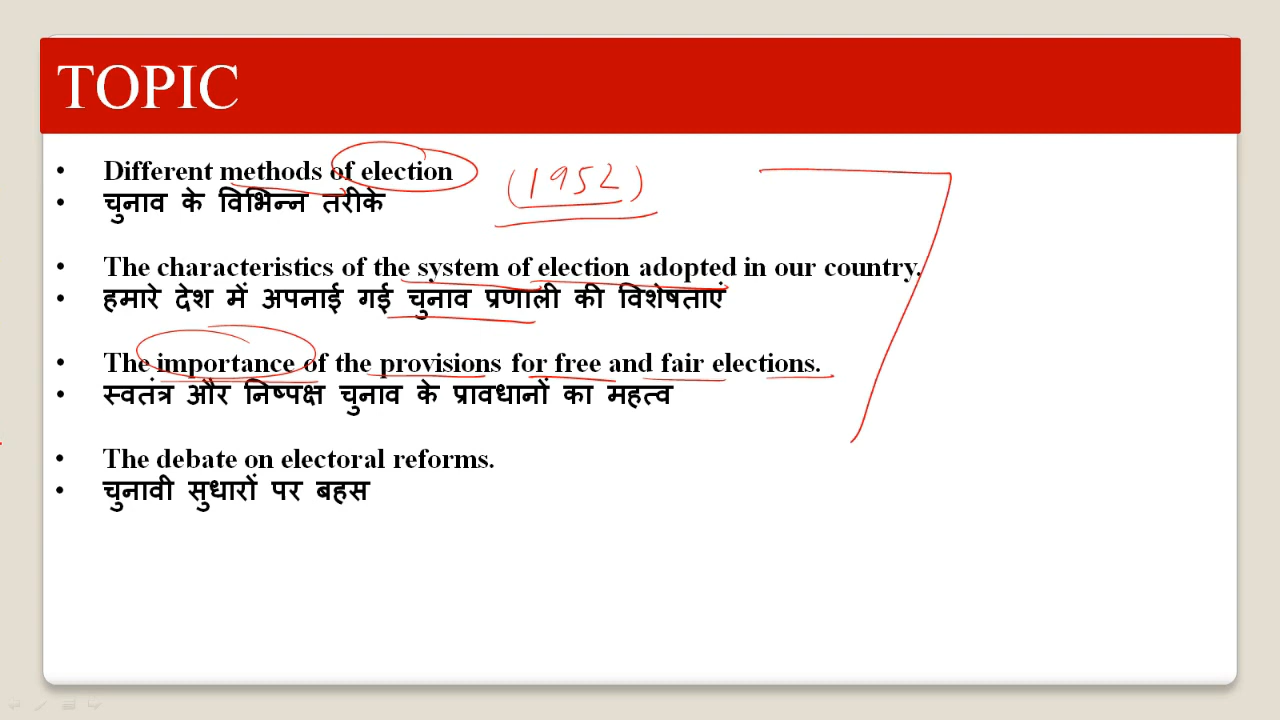 TOPIC
• Different methods of election
(1952)
• चुनाव के विभिन्न तरीके
• The characteristics of the system of election adopted in our country.
• हमारे देश में अपनाई गई चुनाव प्रणाली की विशेषताएं
• The importance of the provisions for free and fair elections.
• स्वतंत्र और निष्पक्ष चुनाव के प्रावधानों का महत्व
• The debate on electoral reforms.
• चुनावी सुधारों पर बहस